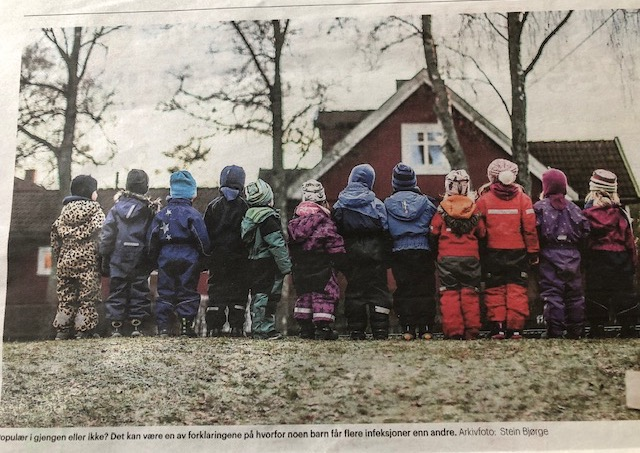 opulær i gjengen eller ikke? Det kan være en av forklaringene på hvorfor noen barn får flere infeksjoner enn andre. Arkivfoto: Stein Bjørge